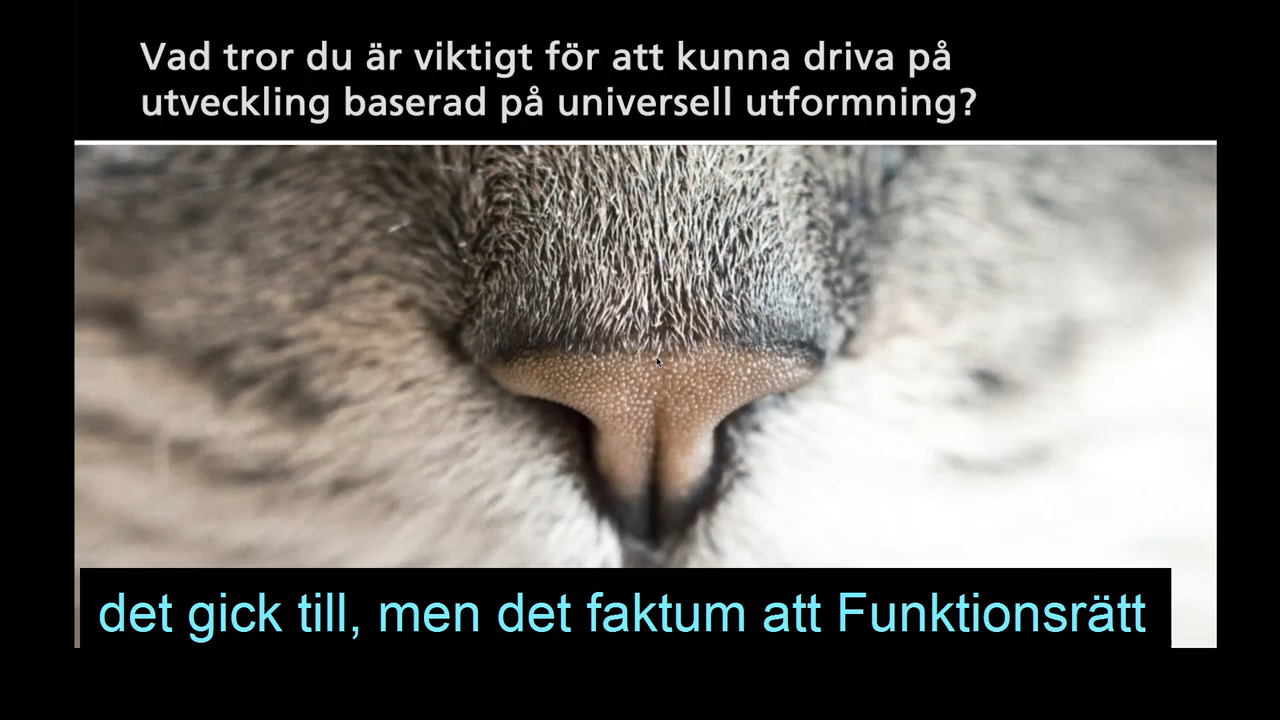 Vad tror du är viktigt för att kunna driva på
utveckling baserad på universell utformning?
det gick till, men det faktum att Funktionsrätt